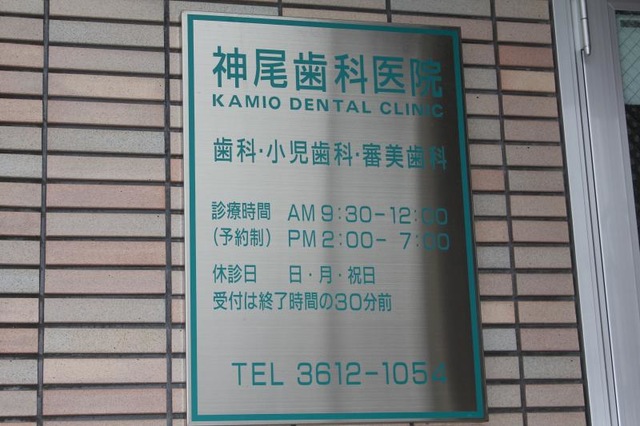 神尾歯科医院
KAMIO DENTAL CLINIC
歯科・小児歯科・審美歯科
診療時間 AM 9:30-12:00
(予約制) PM 2:00- 7:00
休診日 日・月・祝日
受付は終了時間の30分前
TEL 3612-1054